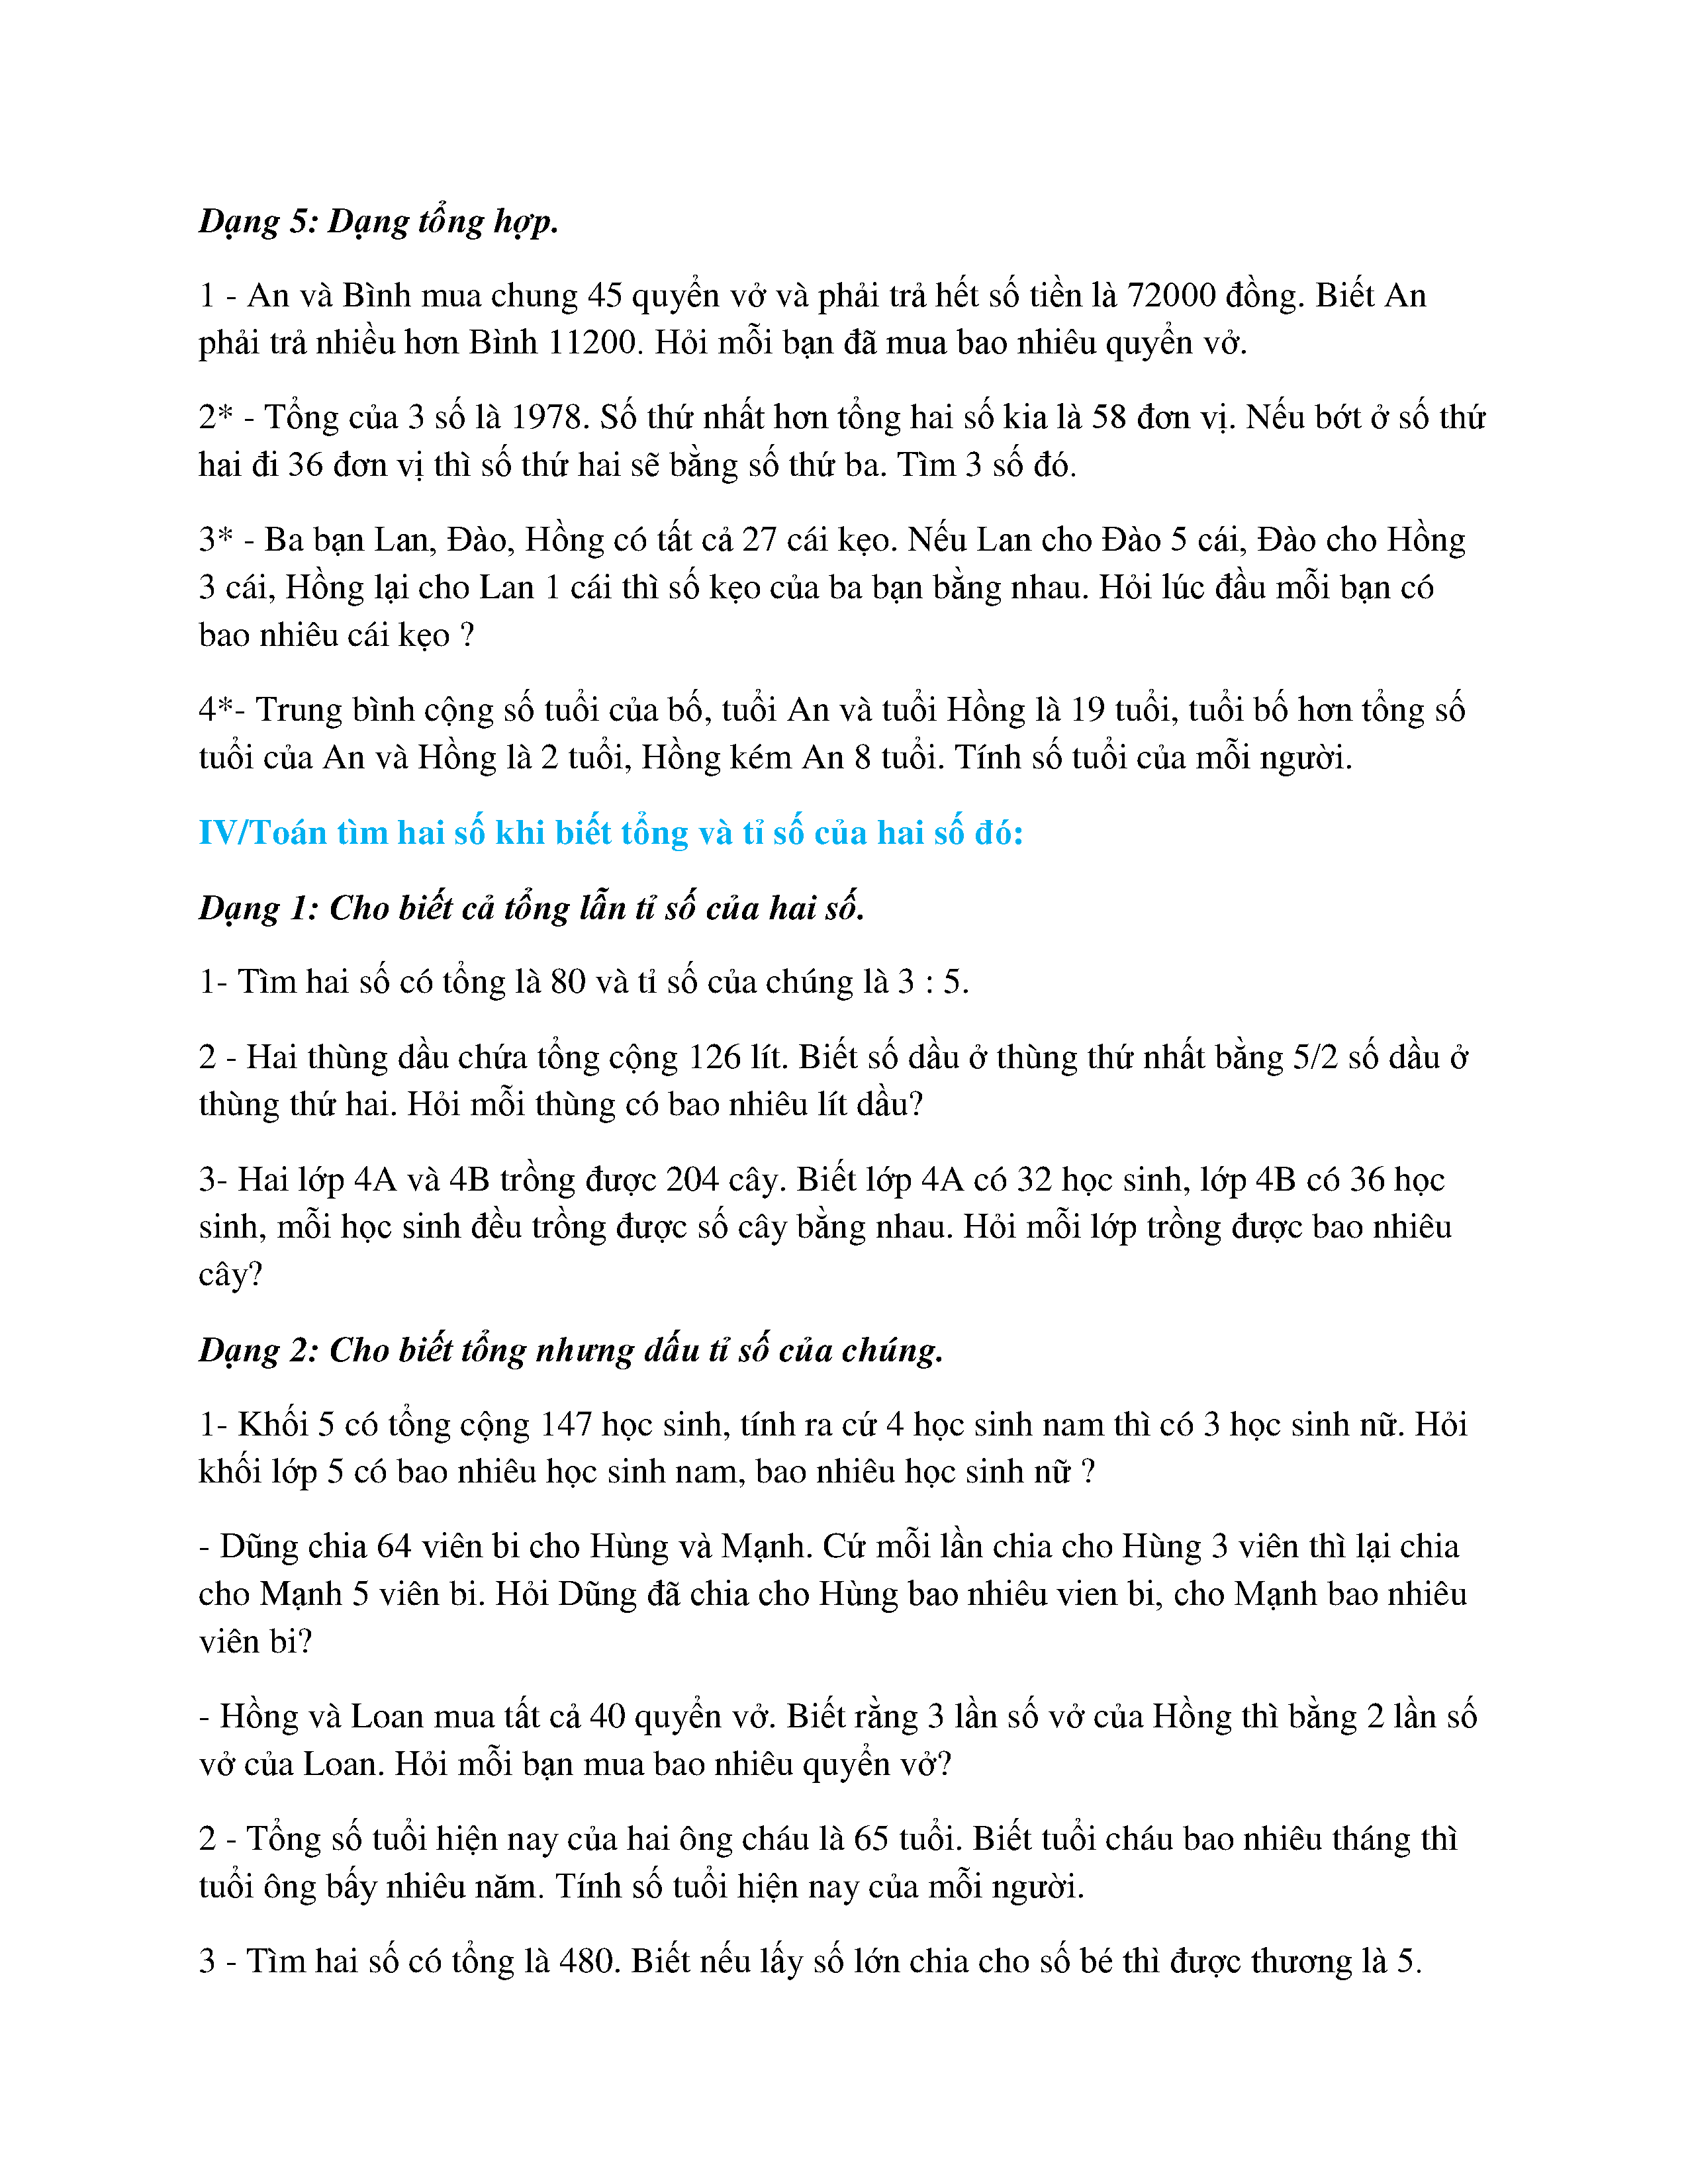 Dạng 5: Dạng tổng hợp.
1 - An và Bình mua chung 45 quyển vở và phải trả hết số tiền là 72000 đồng. Biết An
phải trả nhiều hơn Bình 11200. Hỏi mỗi bạn đã mua bao nhiêu quyển vở.
2* - Tổng của 3 số là 1978. Số thứ nhất hơn tổng hai số kia là 58 đơn vị. Nếu bớt ở số thứ
hai đi 36 đơn vị thì số thứ hai sẽ bằng số thứ ba. Tìm 3 số đó.
3* - Ba bạn Lan, Đào, Hồng có tất cả 27 cái kẹo. Nếu Lan cho Đào 5 cái, Đào cho Hồng
3 cái, Hồng lại cho Lan 1 cái thì số kẹo của ba bạn bằng nhau. Hỏi lúc đầu mỗi bạn có
bao nhiêu cái kẹo ?
4*- Trung bình cộng số tuổi của bố, tuổi An và tuổi Hồng là 19 tuổi, tuổi bố hơn tổng số
tuổi của An và Hồng là 2 tuổi, Hồng kém An 8 tuổi. Tính số tuổi của mỗi người.
IV/Toán tìm hai số khi biết tổng và tỉ số của hai số đó:
Dạng 1: Cho biết cả tổng lẫn tỉ số của hai số.
1- Tìm hai số có tổng là 80 và tỉ số của chúng là 3 : 5.
2 - Hai thùng dầu chứa tổng cộng 126 lít. Biết số dầu ở thùng thứ nhất bằng 5/2 số dầu ở
thùng thứ hai. Hỏi mỗi thùng có bao nhiêu lít dầu?
3- Hai lớp 4A và 4B trồng được 204 cây. Biết lớp 4A có 32 học sinh, lớp 4B có 36 học
sinh, mỗi học sinh đều trồng được số cây bằng nhau. Hỏi mỗi lớp trồng được bao nhiêu
cây?
Dạng 2: Cho biết tổng nhưng dấu tỉ số của chúng.
1- Khối 5 có tổng cộng 147 học sinh, tính ra cứ 4 học sinh nam thì có 3 học sinh nữ. Hỏi
khối lớp 5 có bao nhiêu học sinh nam, bao nhiêu học sinh nữ ?
- Dũng chia 64 viên bi cho Hùng và Mạnh. Cứ mỗi lần chia cho Hùng 3 viên thì lại chia
cho Mạnh 5 viên bi. Hỏi Dũng đã chia cho Hùng bao nhiêu vien bi, cho Mạnh bao nhiêu
viên bi?
- Hồng và Loan mua tất cả 40 quyển vở. Biết rằng 3 lần số vở của Hồng thì bằng 2 lần số
vở của Loan. Hỏi mỗi bạn mua bao nhiêu quyển vở?
2 - Tổng số tuổi hiện nay của hai ông cháu là 65 tuổi. Biết tuổi cháu bao nhiêu tháng thì
tuổi ông bấy nhiêu năm. Tính số tuổi hiện nay của mỗi người.
3 - Tìm hai số có tổng là 480. Biết nếu lấy số lớn chia cho số bé thì được thương là 5.